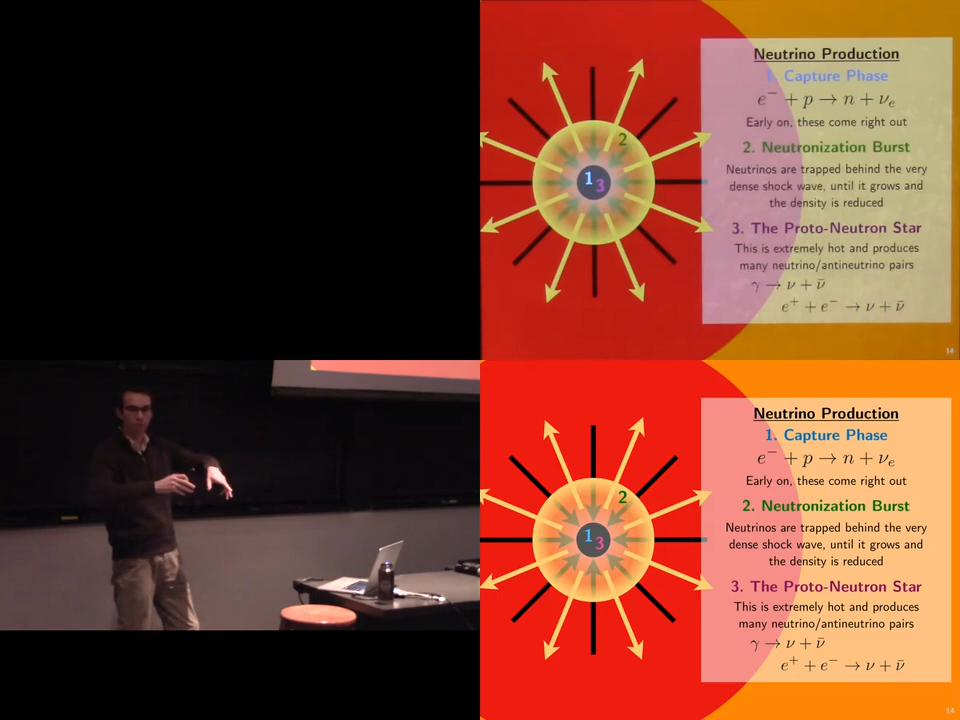 Neutrino Production
1. Capture Phase
e⁻ + p → n + νₑ
Early on, these come right out
2. Neutronization Burst
Neutrinos are trapped behind the very
dense shock wave, until it grows and
the density is reduced
3. The Proto-Neutron Star
This is extremely hot and produces
many neutrino/antineutrino pairs
γ → ν + ν̄
e⁺ + e⁻ → ν + ν̄
2
1
3
14
Neutrino Production
1. Capture Phase
e⁻ + p → n + νₑ
Early on, these come right out
2. Neutronization Burst
Neutrinos are trapped behind the very
dense shock wave, until it grows and
the density is reduced
3. The Proto-Neutron Star
This is extremely hot and produces
many neutrino/antineutrino pairs
γ → ν + ν̄
e⁺ + e⁻ → ν + ν̄
2
1
3
14